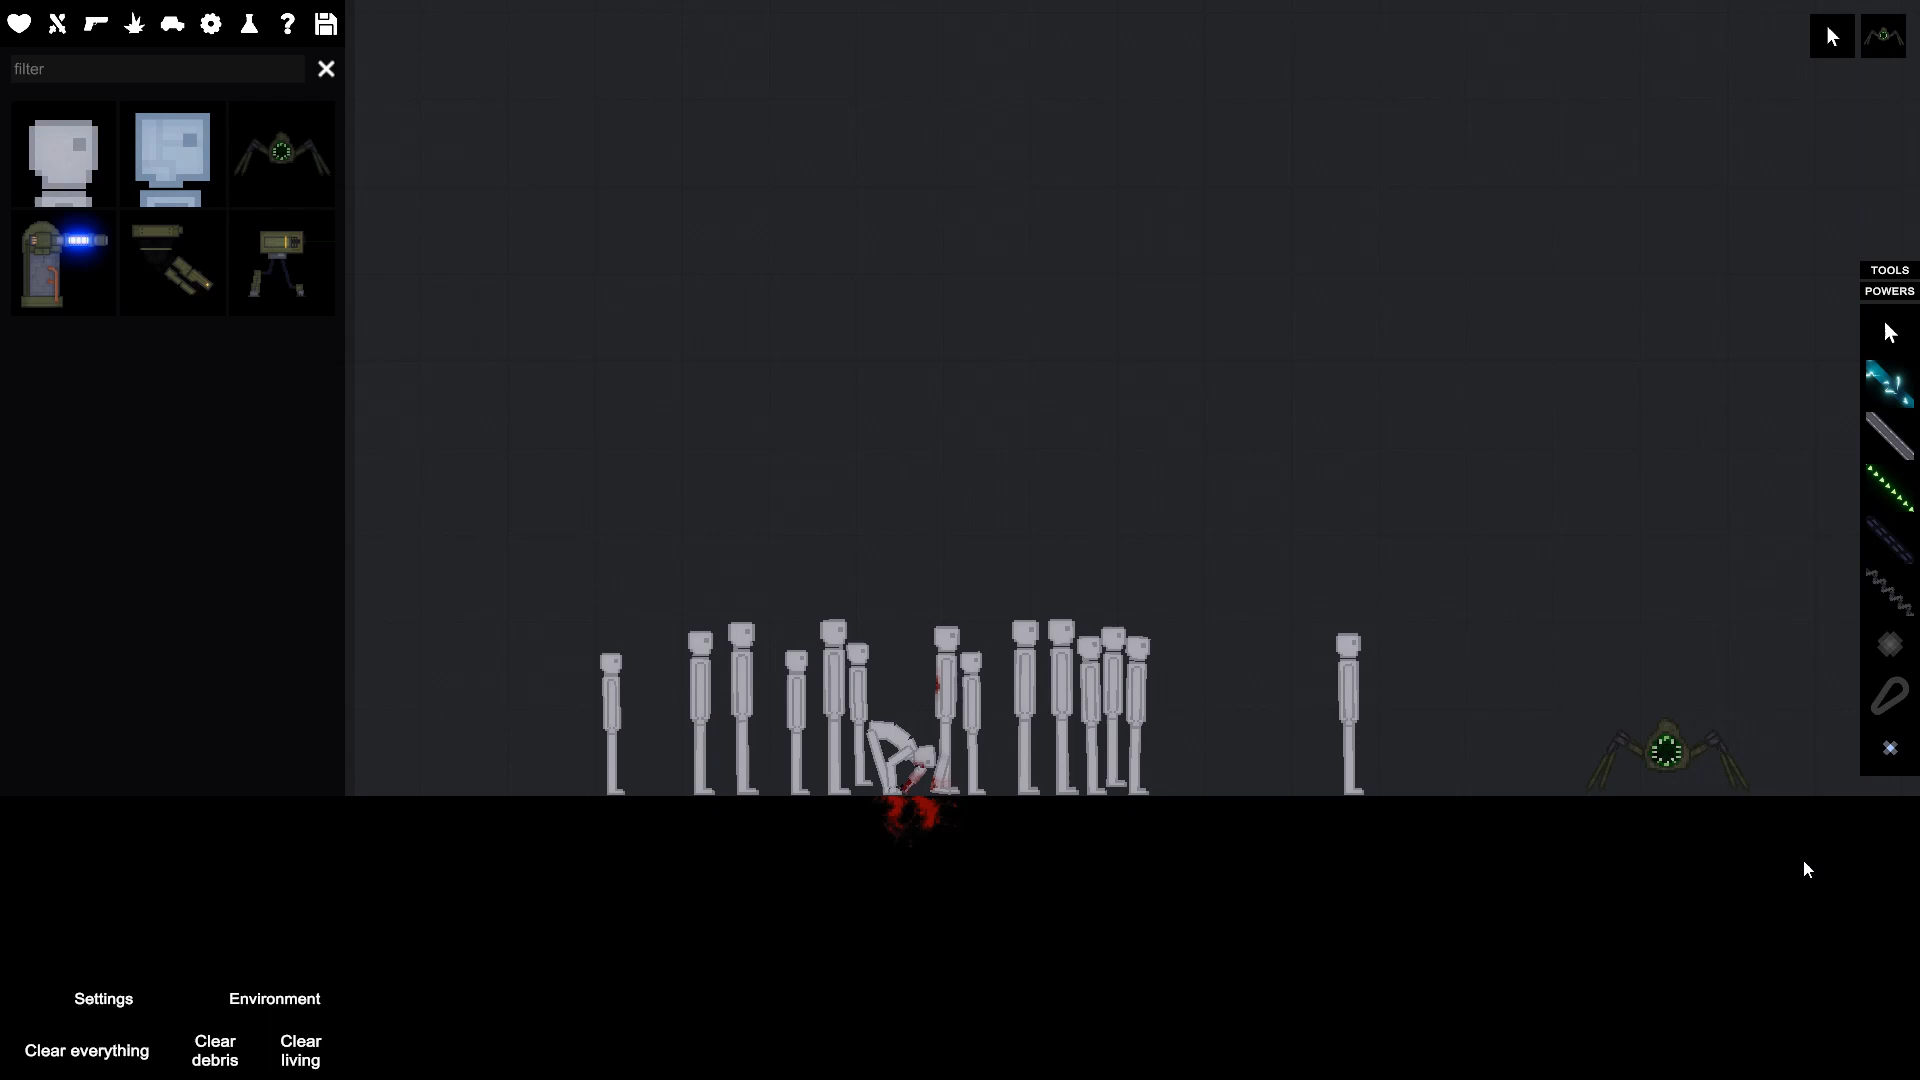 filter
TOOLS
POWERS
Settings
Environment
Clear everything
Clear
debris
Clear
living